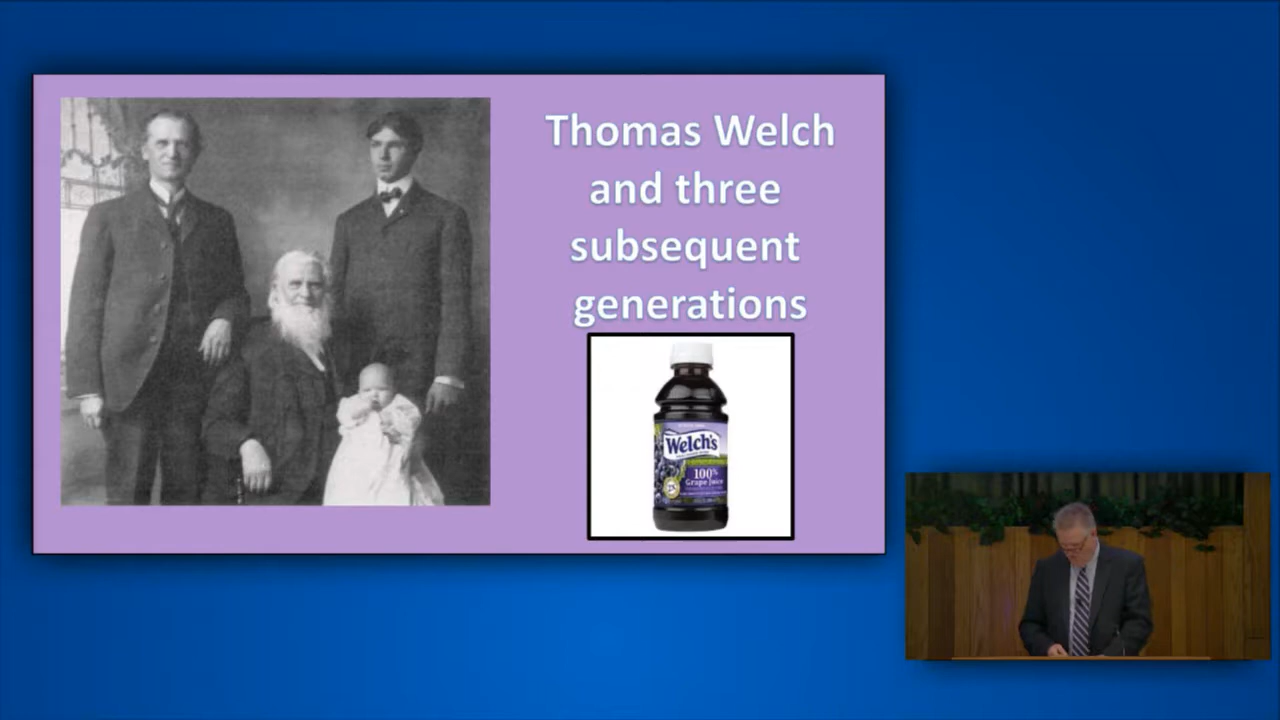 Thomas Welch
and three
subsequent
generations
Welch's
100%
Grape Juice